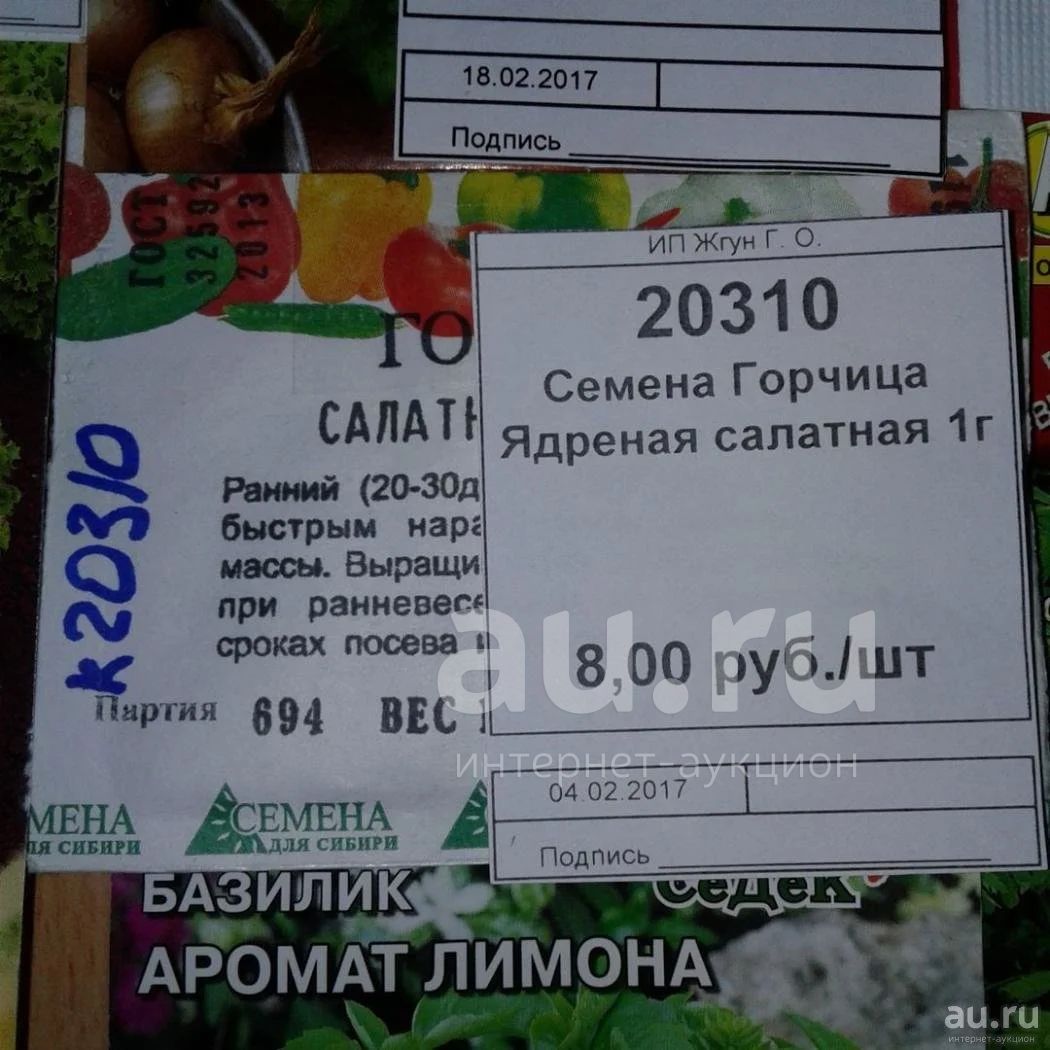 18.02.2017
Подпись
ГОСТ
32592
2013
ИП Жгун Г. О.
20310
Семена Горчица
Ядреная салатная 1г
8,00 руб./шт
04.02.2017
Подпись
ГО
САЛАТН
Ранний (20-30д
быстрым нара
массы. Выращи
при ранневесе
сроках посева и
Партия 694 ВЕС
к20310
МЕНА
ЛЯ СИБИРИ
СЕМЕНА
ДЛЯ СИБИРИ
Седек
БАЗИЛИК
АРОМАТ ЛИМОНА
au.ru
интернет-аукцион
au.ru
интернет-аукцион